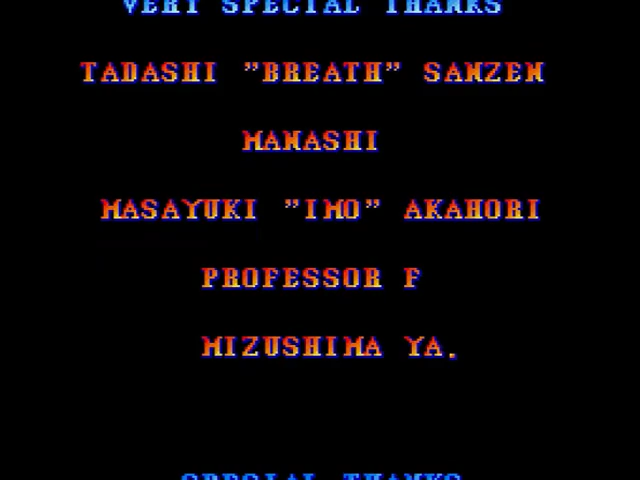 VERY SPECIAL THANKS
TADASHI "BREATH" SANZEN
MANASHI
MASAYUKI "IMO" AKAHORI
PROFESSOR F
MIZUSHIMA YA.
SPECIAL THANKS